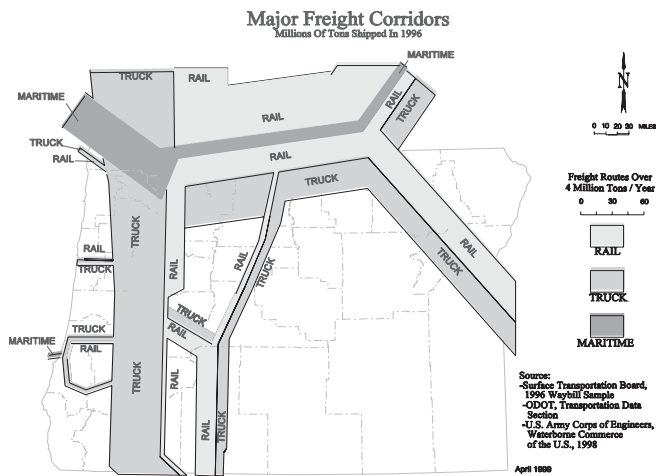 Major Freight Corridors
Millions Of Tons Shipped In 1996
MARITIME
TRUCK
RAIL
MARITIME
RAIL
TRUCK
RAIL
TRUCK
RAIL
RAIL
TRUCK
TRUCK
RAIL
TRUCK
RAIL
RAIL
TRUCK
RAIL
TRUCK
RAIL
TRUCK
TRUCK
RAIL
TRUCK
RAIL
MARITIME
TRUCK
RAIL
RAIL
TRUCK
N
0 10 20 30 MILES
Freight Routes Over
4 Million Tons / Year
0 30 60
RAIL
TRUCK
MARITIME
Source:
-Surface Transportation Board,
1996 Waybill Sample
-ODOT, Transportation Data
Section
-U.S. Army Corps of Engineers,
Waterborne Commerce
of the U.S., 1998
April 1999